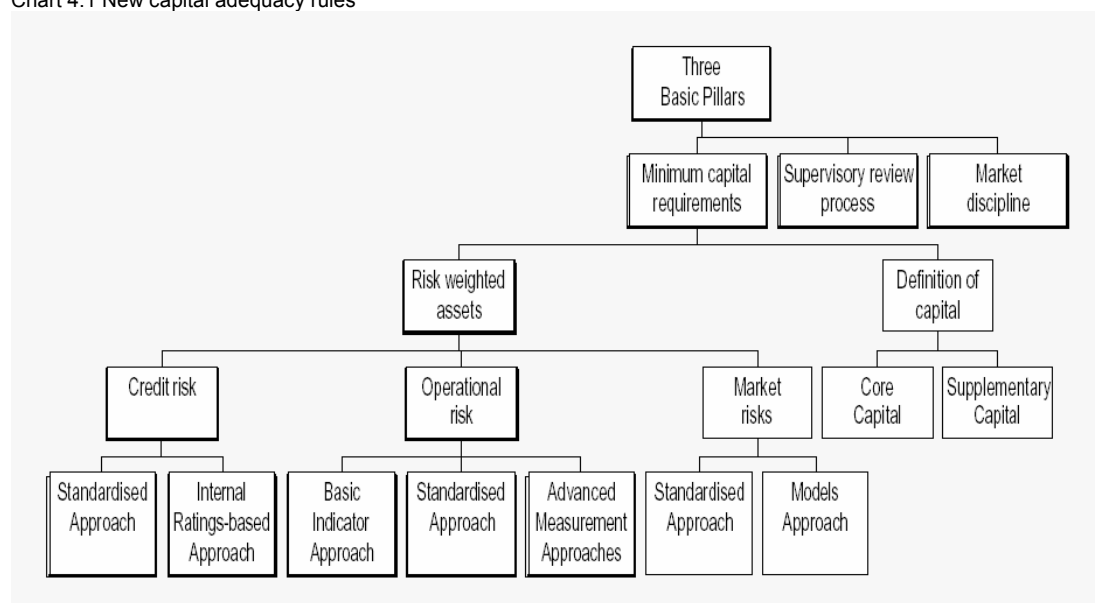 Chart 4.1 New capital adequacy rules
Three
Basic Pillars
Minimum capital
requirements
Supervisory review
process
Market
discipline
Risk weighted
assets
Definition of
capital
Credit risk
Operational
risk
Market
risks
Core
Capital
Supplementary
Capital
Standardised
Approach
Internal
Ratings-based
Approach
Basic
Indicator
Approach
Standardised
Approach
Advanced
Measurement
Approaches
Standardised
Approach
Models
Approach